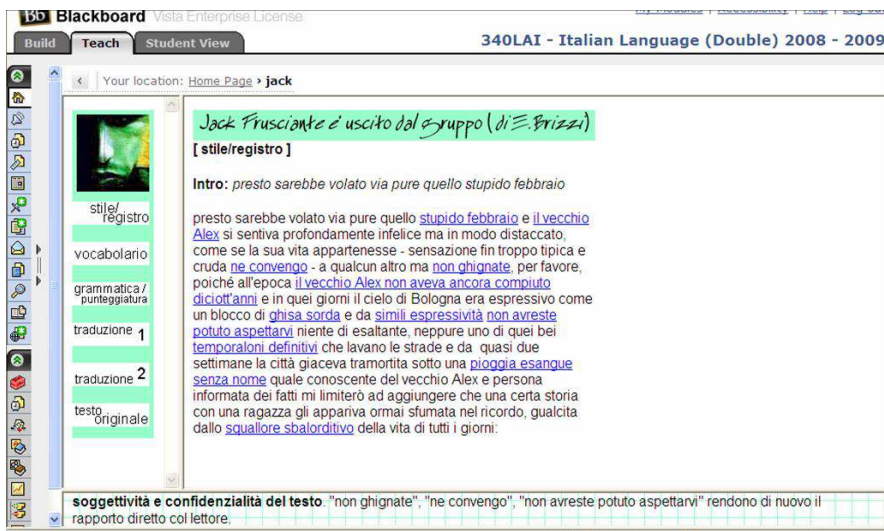 Bb Blackboard Vista Enterprise License
My Modules | Accessibility | Help | Log out
Build Teach Student View
340LAI - Italian Language (Double) 2008 - 2009
Your location: Home Page › jack
Jack Frusciante e' uscito dal gruppo (di E. Brizzi)
[ stile/registro ]
Intro: presto sarebbe volato via pure quello stupido febbraio
presto sarebbe volato via pure quello stupido febbraio e il vecchio
Alex si sentiva profondamente infelice ma in modo distaccato,
come se la sua vita appartenesse - sensazione fin troppo tipica e
cruda ne convengo - a qualcun altro ma non ghignate, per favore,
poiché all'epoca il vecchio Alex non aveva ancora compiuto
diciott'anni e in quei giorni il cielo di Bologna era espressivo come
un blocco di ghisa sorda e da simili espressività non avreste
potuto aspettarvi niente di esaltante, neppure uno di quei bei
temporaloni definitivi che lavano le strade e da quasi due
settimane la città giaceva tramortita sotto una pioggia esangue
senza nome quale conoscente del vecchio Alex e persona
informata dei fatti mi limiterò ad aggiungere che una certa storia
con una ragazza gli appariva ormai sfumata nel ricordo, gualcita
dallo squallore sbalorditivo della vita di tutti i giorni:
stile/
registro
vocabolario
grammatica /
punteggiatura
traduzione 1
traduzione 2
testo
originale
soggettività e confidenzialità del testo. "non ghignate", "ne convengo", "non avreste potuto aspettarvi" rendono di nuovo il
rapporto diretto col lettore.